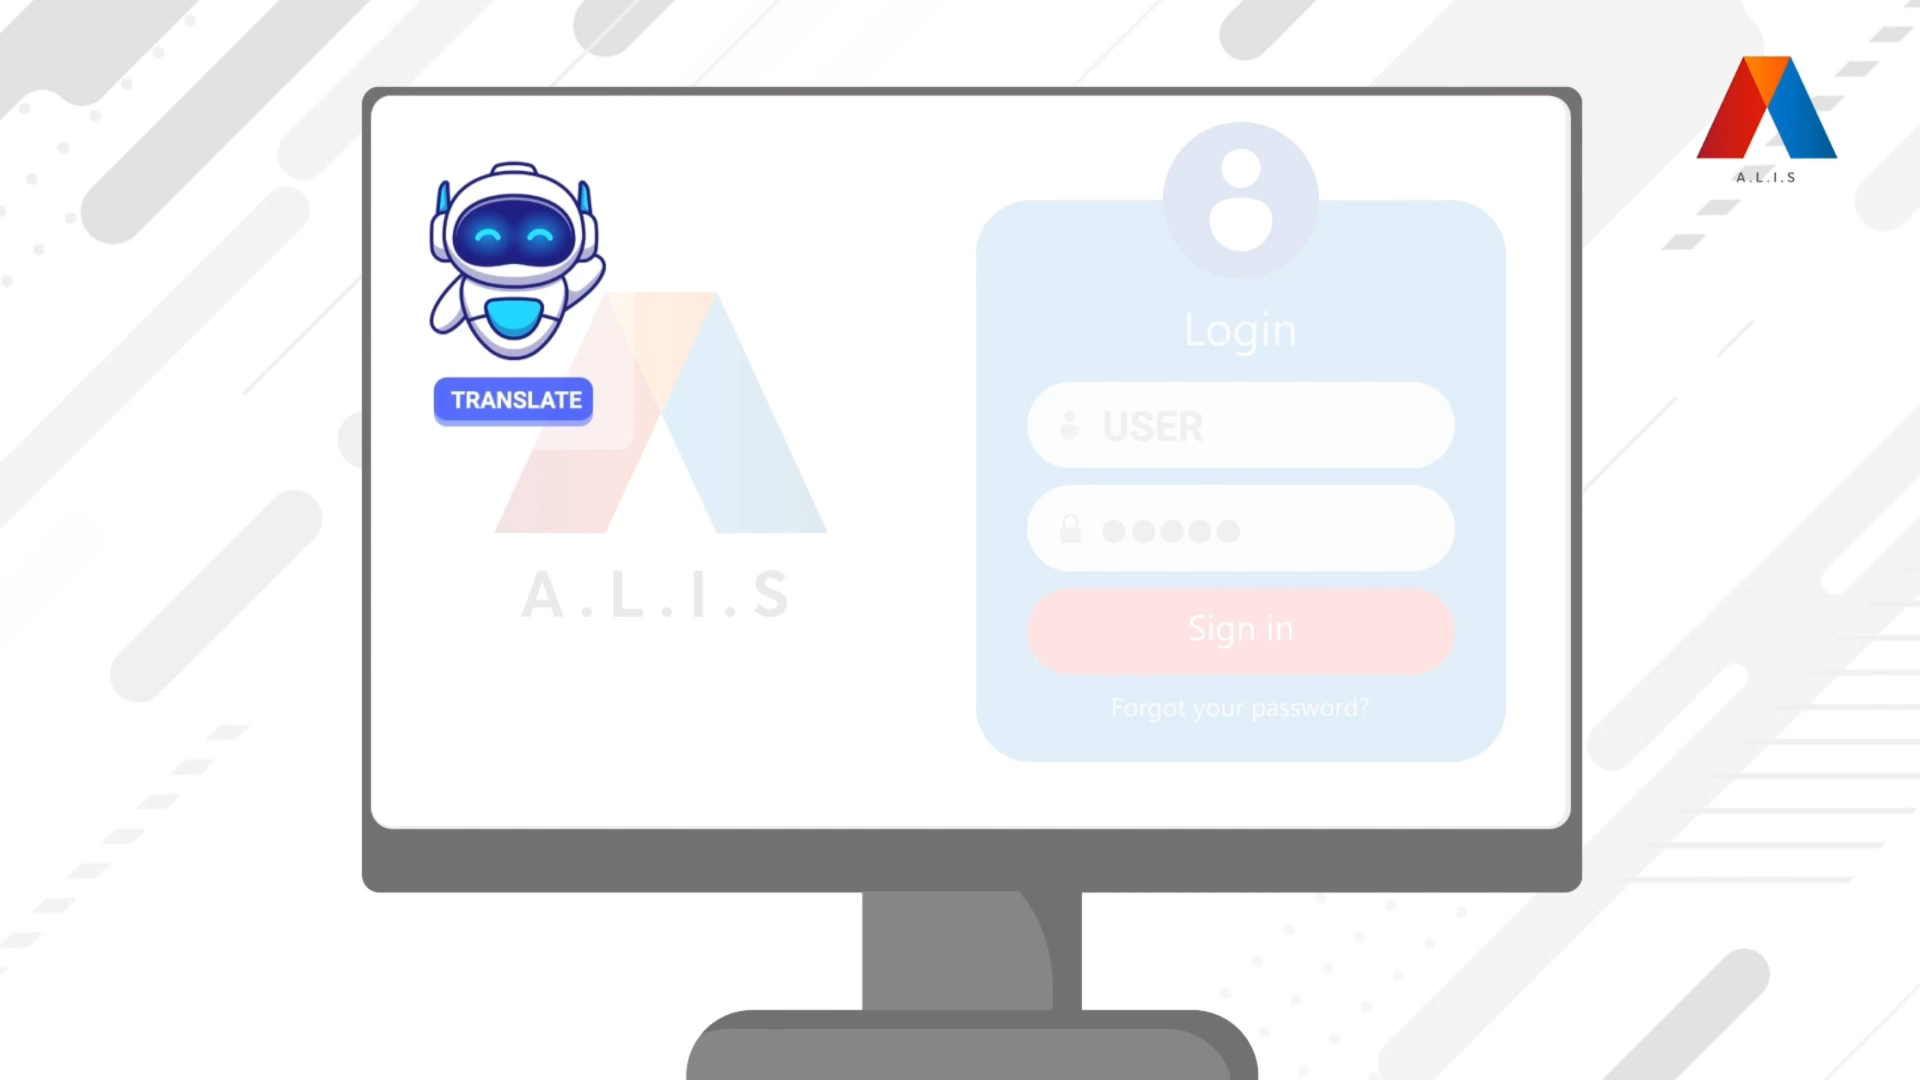 A.L.I.S
TRANSLATE
A.L.I.S
Login
USER
Sign in
Forgot your password?